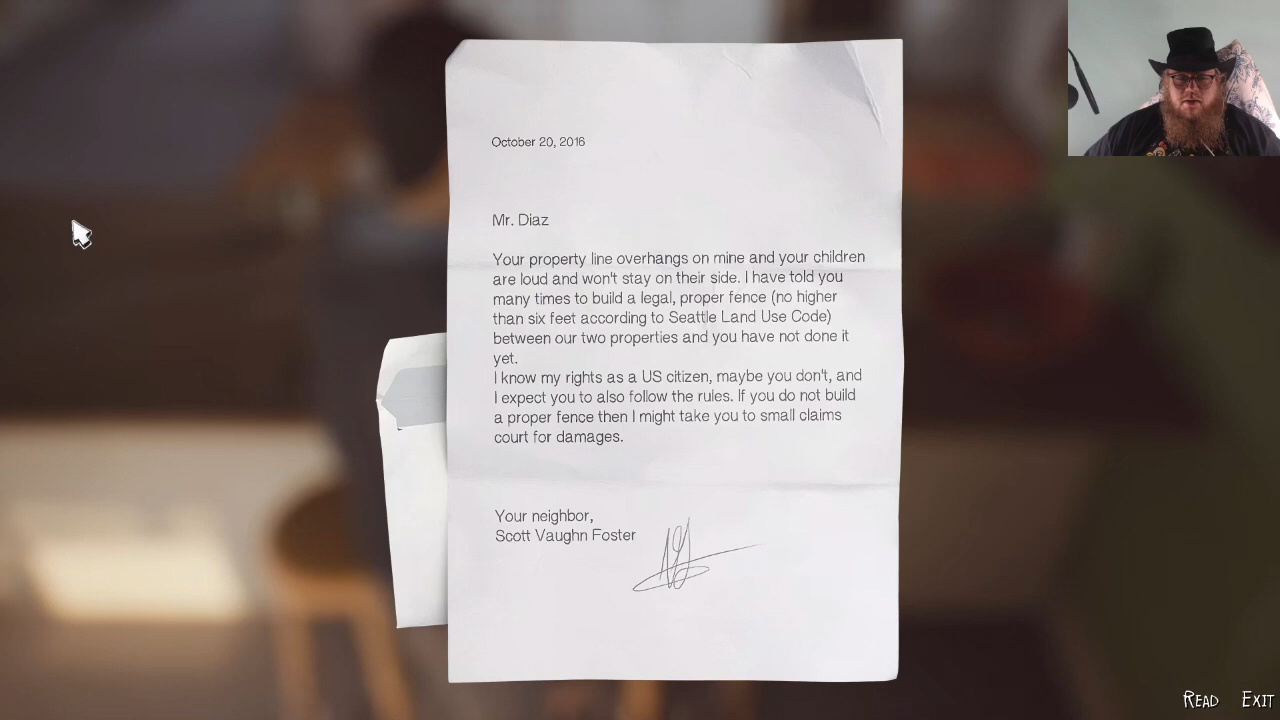 October 20, 2016
Mr. Diaz
Your property line overhangs on mine and your children
are loud and won't stay on their side. I have told you
many times to build a legal, proper fence (no higher
than six feet according to Seattle Land Use Code)
between our two properties and you have not done it
yet.
I know my rights as a US citizen, maybe you don't, and
I expect you to also follow the rules. If you do not build
a proper fence then I might take you to small claims
court for damages.
Your neighbor,
Scott Vaughn Foster
READ EXIT